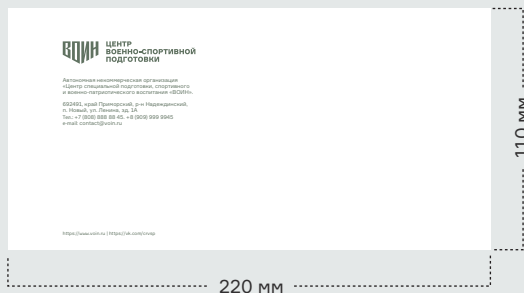 ВОИН
ЦЕНТР
ВОЕННО-СПОРТИВНОЙ
ПОДГОТОВКИ
Автономная некоммерческая организация
«Центр специальной подготовки, спортивного
и военно-патриотического воспитания «ВОИН».
692491, край Приморский, р-н Надеждинский,
п. Новый, ул. Ленина, зд. 1А
Тел.: +7 (908) 988 88 45, +8 (909) 999 9945
e-mail: contact@voin.ru
https://www.voin.ru | https://vk.com/cvvsp
110 мм
220 мм